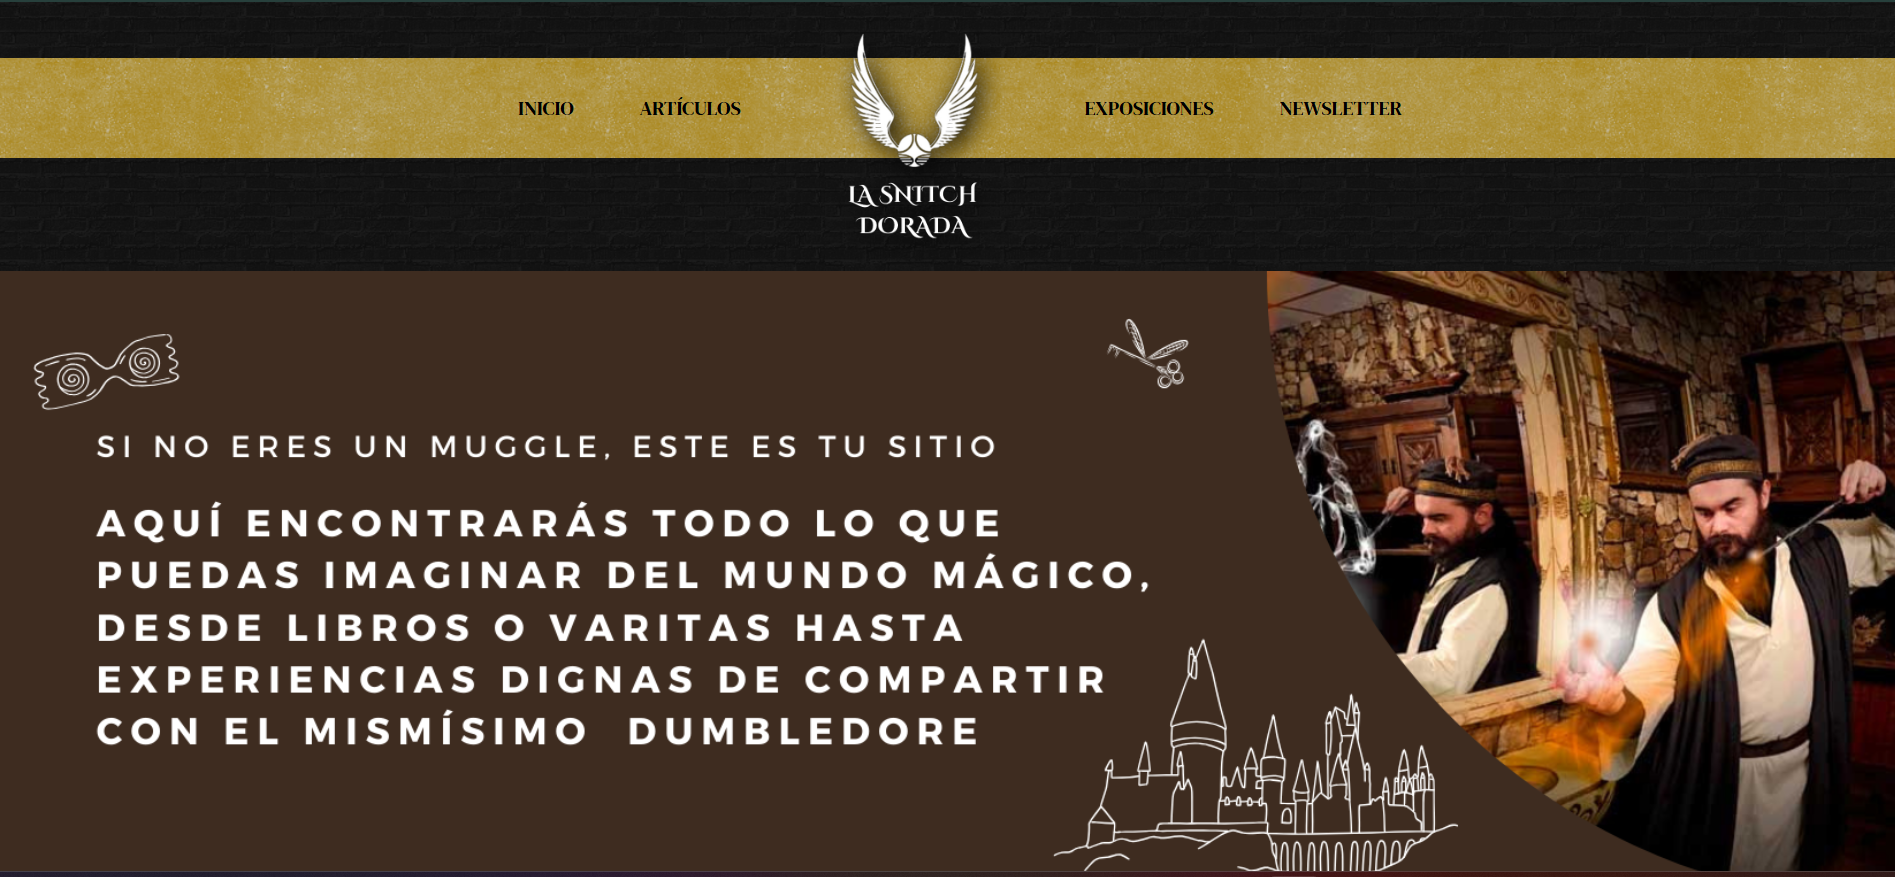 INICIO
ARTÍCULOS
LA SNITCH
DORADA
EXPOSICIONES
NEWSLETTER
SI NO ERES UN MUGGLE, ESTE ES TU SITIO
AQUÍ ENCONTRARÁS TODO LO QUE
PUEDAS IMAGINAR DEL MUNDO MÁGICO,
DESDE LIBROS O VARITAS HASTA
EXPERIENCIAS DIGNAS DE COMPARTIR
CON EL MISMÍSIMO DUMBLEDORE